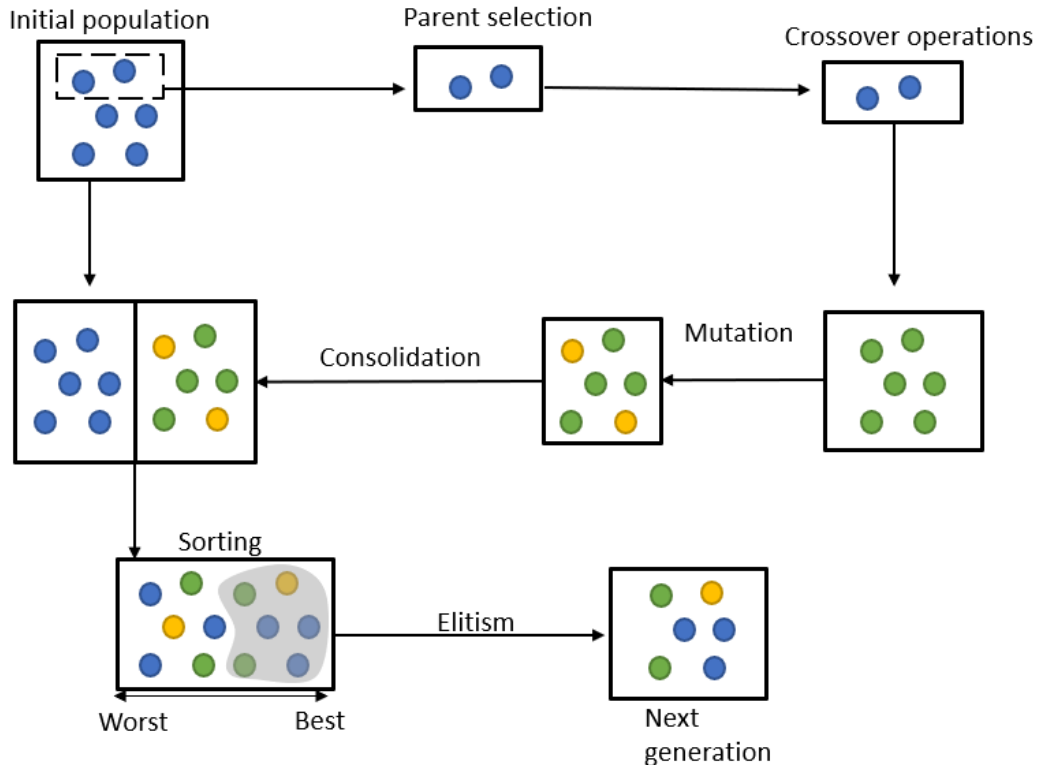 Initial population
Parent selection
Crossover operations
Consolidation
Mutation
Sorting
Elitism
Worst
Best
Next
generation